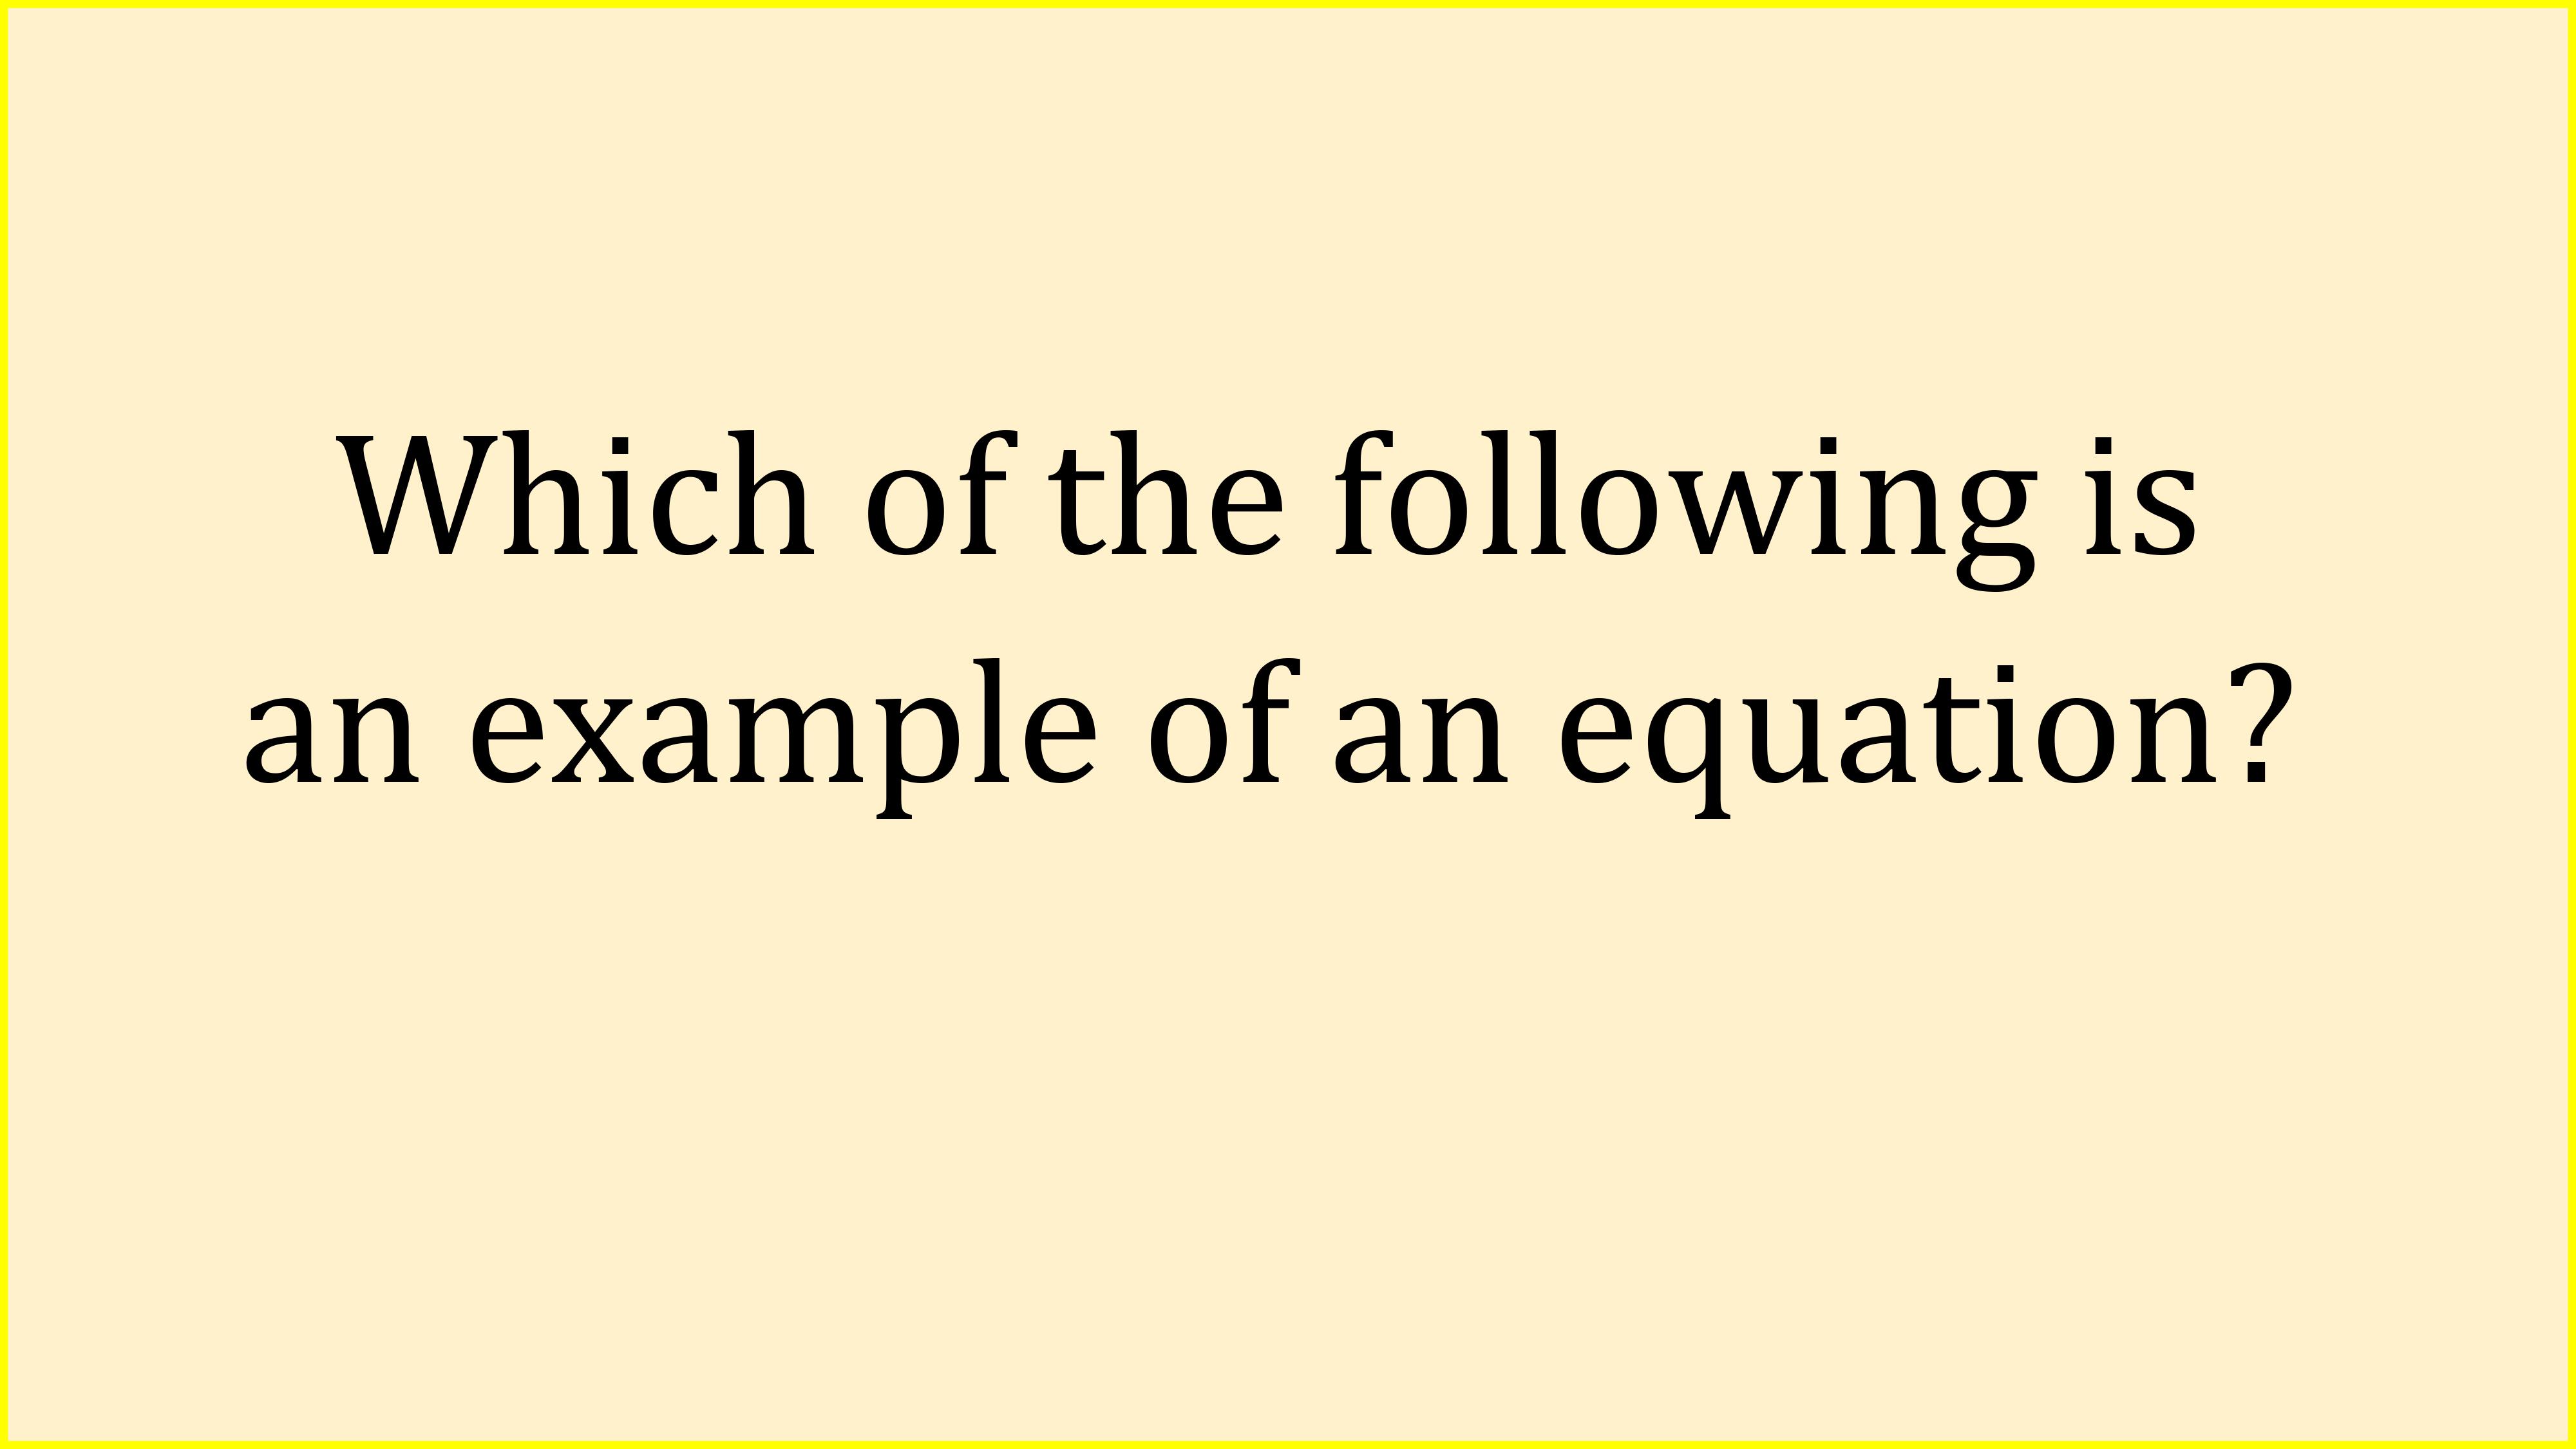 Which of the following is
an example of an equation?